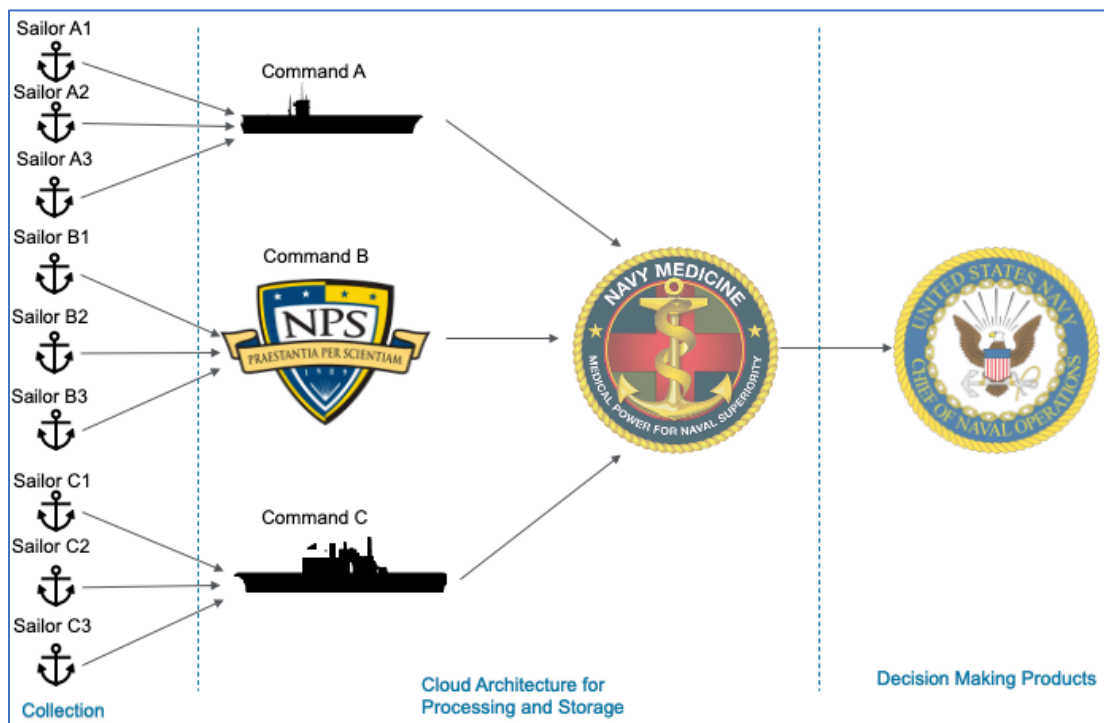 Sailor A1
Sailor A2
Sailor A3
Sailor B1
Sailor B2
Sailor B3
Sailor C1
Sailor C2
Sailor C3
Collection
Command A
Command B
NPS
PRAESTANTIA PER SCIENTIAM
1909
Command C
NAVY MEDICINE
MEDICAL POWER FOR NAVAL SUPERIORITY
Cloud Architecture for
Processing and Storage
UNITED STATES NAVY
CHIEF OF NAVAL OPERATIONS
Decision Making Products